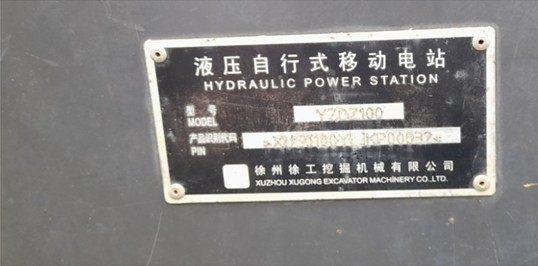 液压自行式移动电站
HYDRAULIC POWER STATION
型号
MODEL
YZDZ100
产品识别代码
PIN
徐州徐工挖掘机械有限公司
XUZHOU XUGONG EXCAVATOR MACHINERY CO.,LTD.